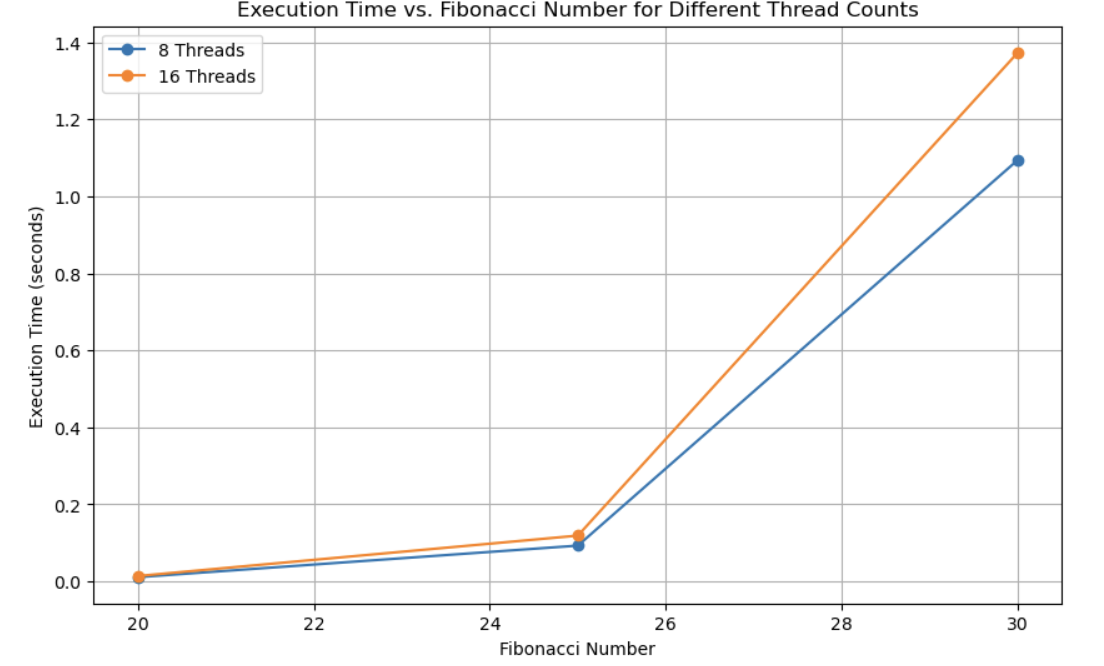 Execution Time vs. Fibonacci Number for Different Thread Counts
8 Threads
16 Threads
Execution Time (seconds)
1.4
1.2
1.0
0.8
0.6
0.4
0.2
0.0
20 22 24 26 28 30
Fibonacci Number